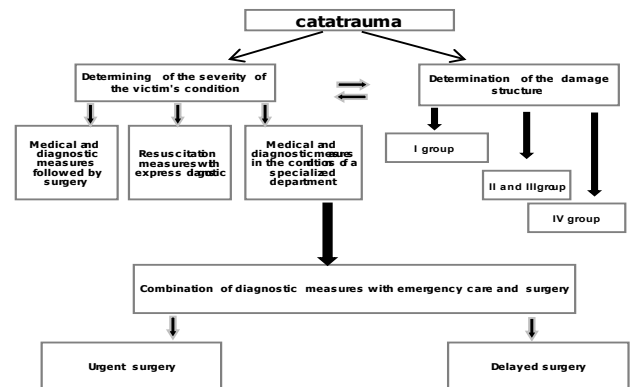 catatrauma
Determining of the severity of
the victim's condition
Determination of the damage
structure
Medical and
diagnostic
measures
followed by
surgery
Resuscitation
measures with
express
Medical and
diagnostic
in the of a
specialized
department
I group
II and III group
IV group
Combination of diagnostic measures with emergency care and surgery
Urgent surgery
Delayed surgery